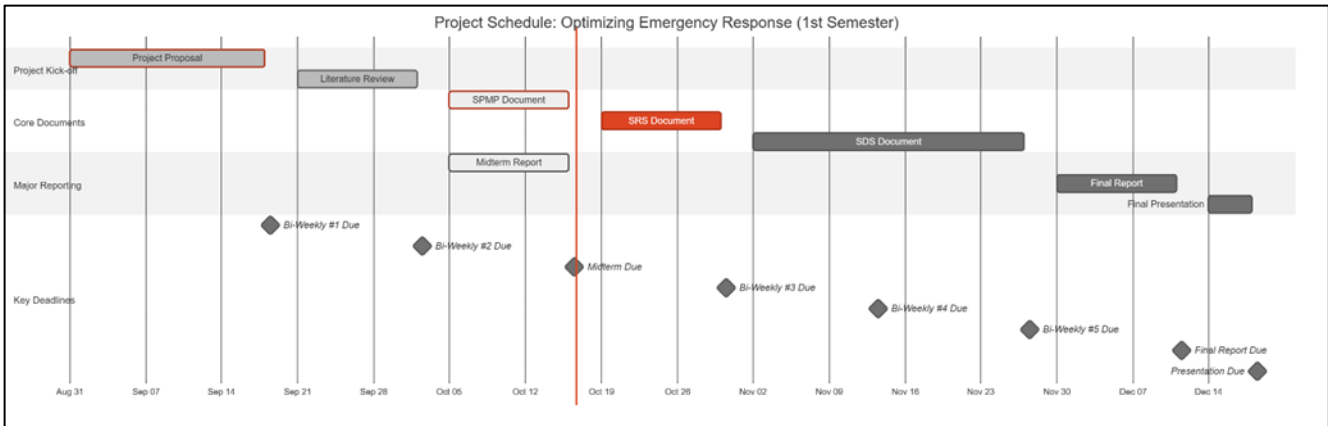 Project Schedule: Optimizing Emergency Response (1st Semester)
Project Kick-off
Project Proposal
Literature Review
Core Documents
SPMP Document
SRS Document
SDS Document
Major Reporting
Midterm Report
Final Report
Final Presentation
Key Deadlines
Bi-Weekly #1 Due
Bi-Weekly #2 Due
Midterm Due
Bi-Weekly #3 Due
Bi-Weekly #4 Due
Bi-Weekly #5 Due
Final Report Due
Presentation Due
Aug 31 Sep 07 Sep 14 Sep 21 Sep 28 Oct 05 Oct 12 Oct 19 Oct 26 Nov 02 Nov 09 Nov 16 Nov 23 Nov 30 Dec 07 Dec 14